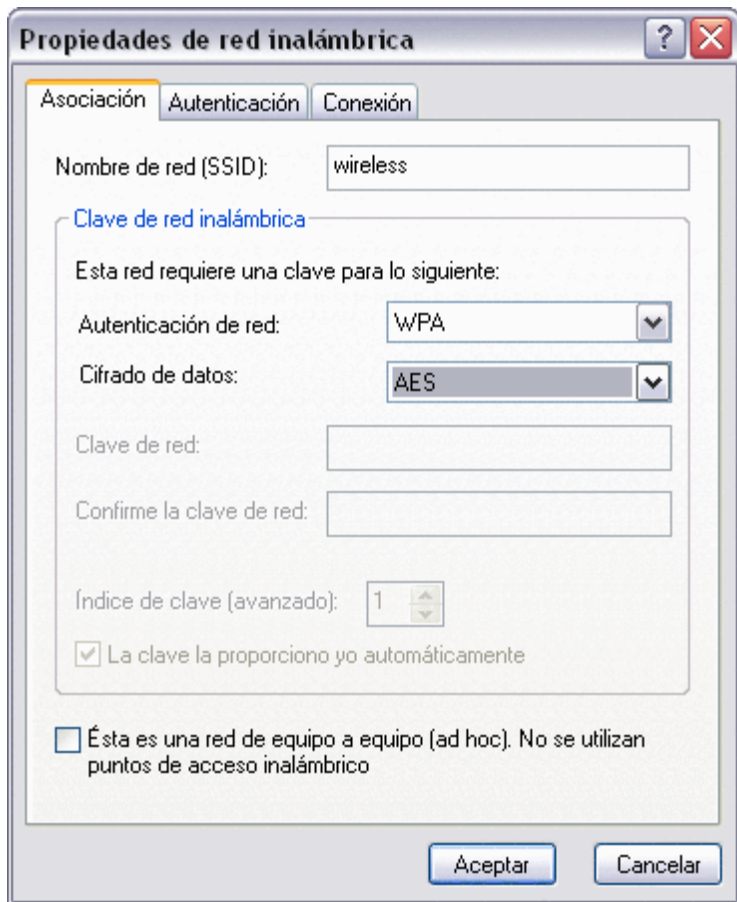 Propiedades de red inalámbrica
Asociación Autenticación Conexión
Nombre de red (SSID): wireless
Clave de red inalámbrica
Esta red requiere una clave para lo siguiente:
Autenticación de red: WPA
Cifrado de datos: AES
Clave de red:
Confirme la clave de red:
Índice de clave (avanzado): 1
La clave la proporciono yo automáticamente
Ésta es una red de equipo a equipo (ad hoc). No se utilizan
puntos de acceso inalámbrico
Aceptar Cancelar